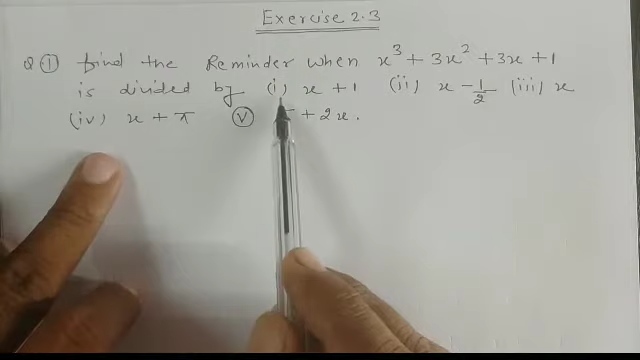 Exercise 2.3
Q① find the Reminder when x³ + 3x² + 3x + 1
is divided by (i) x + 1 (ii) x - 1/2 (iii) x
(iv) x + π (v) + 2x.